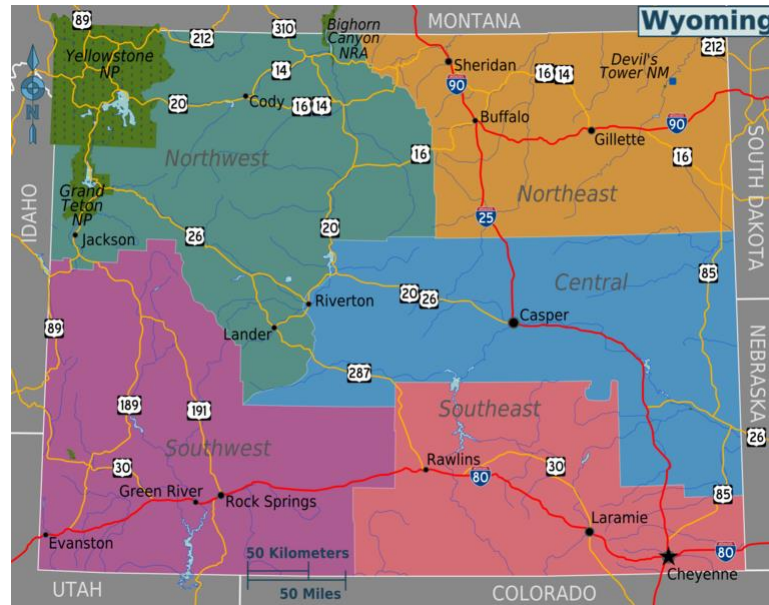 89
212
310
Bighorn
Canyon
NRA
MONTANA
Wyoming
Yellowstone
NP
14
Sheridan
90
Devil's
Tower NM
212
16 14
20
Cody
16 14
Buffalo
Gillette
90
16
16
Northwest
Northeast
IDAHO
SOUTH DAKOTA
Grand
Teton
NP
Jackson
26
20
25
Central
85
20 26
Riverton
Casper
89
Lander
287
NEBRASKA
189
191
Southeast
26
Southwest
Rawlins
80
30
30
85
Green River
Rock Springs
Laramie
Evanston
50 Kilometers
50 Miles
80
Cheyenne
UTAH
COLORADO
N